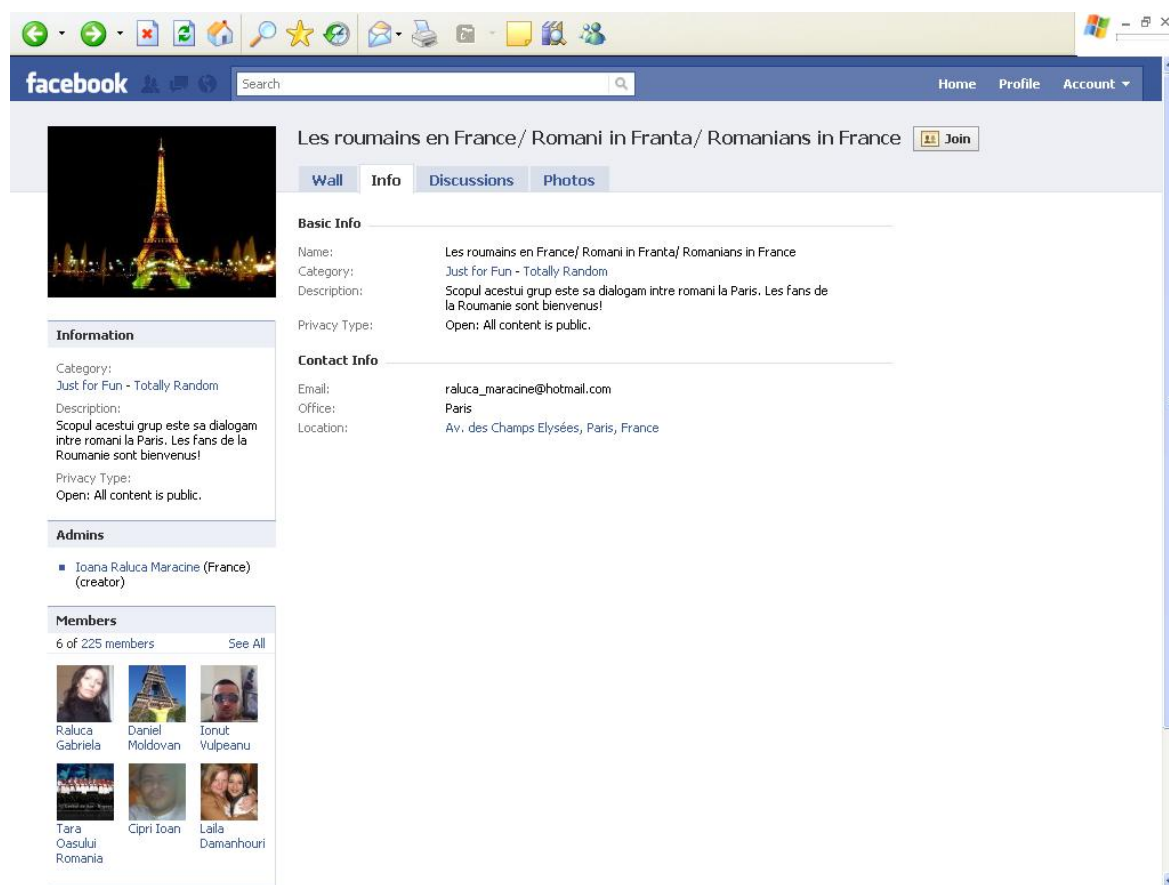 facebook
Search
Home Profile Account
Les roumains en France/ Romani in Franta/ Romanians in France
Join
Wall Info Discussions Photos
Basic Info
Name: Les roumains en France/ Romani in Franta/ Romanians in France
Category: Just for Fun - Totally Random
Description: Scopul acestui grup este sa dialogam intre romani la Paris. Les fans de
la Roumanie sont bienvenus!
Privacy Type: Open: All content is public.
Contact Info
Email: raluca_maracine@hotmail.com
Office: Paris
Location: Av. des Champs Elysées, Paris, France
Information
Category:
Just for Fun - Totally Random
Description:
Scopul acestui grup este sa dialogam
intre romani la Paris. Les fans de la
Roumanie sont bienvenus!
Privacy Type:
Open: All content is public.
Admins
Ioana Raluca Maracine (France)
(creator)
Members
6 of 225 members See All
Raluca
Gabriela
Daniel
Moldovan
Ionut
Vulpeanu
Tara
Oasului
Romania
Cipri Ioan
Laila
Damanhouri